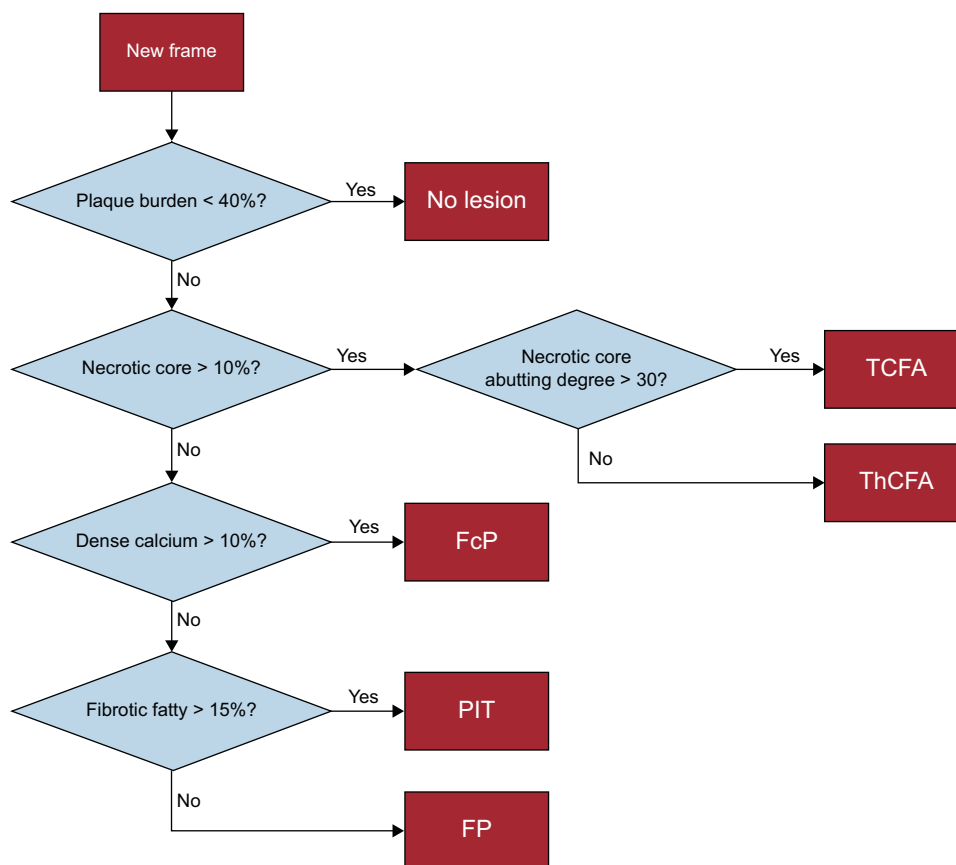 New frame
Plaque burden < 40%?
Yes
No lesion
No
Necrotic core > 10%?
Yes
Necrotic core
abutting degree > 30?
Yes
TCFA
No
ThCFA
No
Dense calcium > 10%?
Yes
FcP
No
Fibrotic fatty > 15%?
Yes
PIT
No
FP